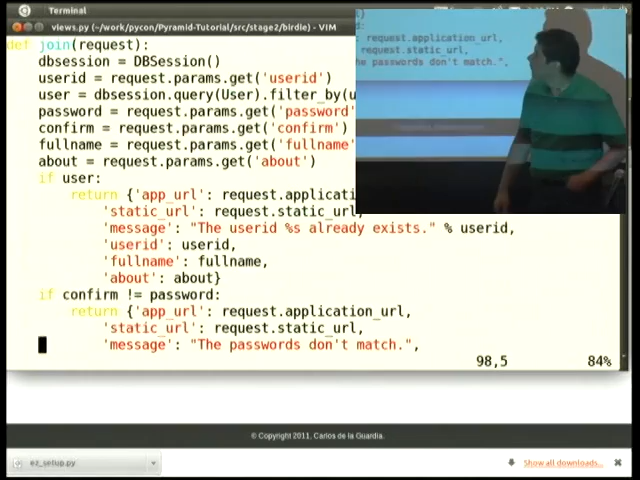 Terminal
views.py (~/work/pycon/Pyramid-Tutorial/src/stage2/birdie) - VIM
def join(request):
dbsession = DBSession()
userid = request.params.get('userid')
user = dbsession.query(User).filter_by(u
password = request.params.get('password'
confirm = request.params.get('confirm')
fullname = request.params.get('fullname'
about = request.params.get('about')
if user:
return {'app_url': request.applicati
'static_url': request.static_url,
'message': "The userid %s already exists." % userid,
'userid': userid,
'fullname': fullname,
'about': about}
if confirm != password:
return {'app_url': request.application_url,
'static_url': request.static_url,
'message': "The passwords don't match.",
98,5 84%
request.application_url,
request.static_url,
he passwords don't match.",
© Copyright 2011, Carlos de la Guardia.
ez_setup.py
Show all downloads...